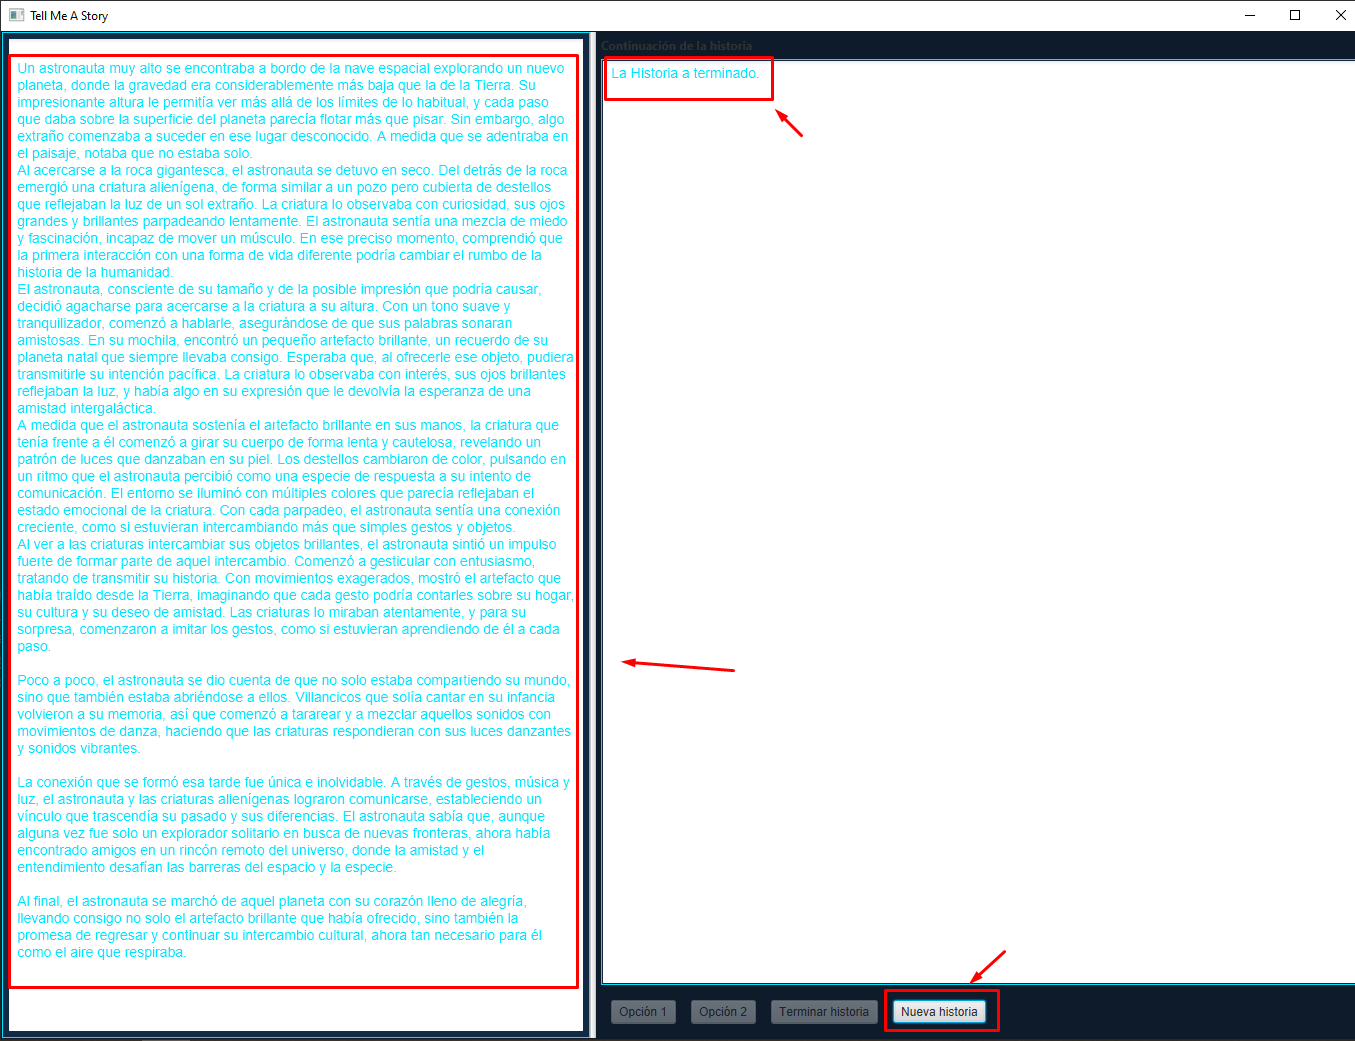 Tell Me A Story
Un astronauta muy alto se encontraba a bordo de la nave espacial explorando un nuevo
planeta, donde la gravedad era considerablemente más baja que la de la Tierra. Su
impresionante altura le permitía ver más allá de los límites de lo habitual, y cada paso
que daba sobre la superficie del planeta parecía flotar más que pisar. Sin embargo, algo
extraño comenzaba a suceder en ese lugar desconocido. A medida que se adentraba en
el paisaje, notaba que no estaba solo.
Al acercarse a la roca gigantesca, el astronauta se detuvo en seco. Del detrás de la roca
emergió una criatura alienígena, de forma similar a un pozo pero cubierta de destellos
que reflejaban la luz de un sol extraño. La criatura lo observaba con curiosidad, sus ojos
grandes y brillantes parpadeando lentamente. El astronauta sentía una mezcla de miedo
y fascinación, incapaz de mover un músculo. En ese preciso momento, comprendió que
la primera interacción con una forma de vida diferente podría cambiar el rumbo de la
historia de la humanidad.
El astronauta, consciente de su tamaño y de la posible impresión que podría causar,
decidió agacharse para acercarse a la criatura a su altura. Con un tono suave y
tranquilizador, comenzó a hablarle, asegurándose de que sus palabras sonaran
amistosas. En su mochila, encontró un pequeño artefacto brillante, un recuerdo de su
planeta natal que siempre llevaba consigo. Esperaba que, al ofrecerle ese objeto, pudiera
transmitirle su intención pacífica. La criatura lo observaba con interés, sus ojos brillantes
reflejaban la luz, y había algo en su expresión que le devolvía la esperanza de una
amistad intergaláctica.
A medida que el astronauta sostenía el artefacto brillante en sus manos, la criatura que
tenía frente a él comenzó a girar su cuerpo de forma lenta y cautelosa, revelando un
patrón de luces que danzaban en su piel. Los destellos cambiaron de color, pulsando en
un ritmo que el astronauta percibió como una especie de respuesta a su intento de
comunicación. El entorno se iluminó con múltiples colores que parecía reflejaban el
estado emocional de la criatura. Con cada parpadeo, el astronauta sentía una conexión
creciente, como si estuvieran intercambiando más que simples gestos y objetos.
Al ver a las criaturas intercambiar sus objetos brillantes, el astronauta sintió un impulso
fuerte de formar parte de aquel intercambio. Comenzó a gesticular con entusiasmo,
tratando de transmitir su historia. Con movimientos exagerados, mostró el artefacto que
había traído desde la Tierra, imaginando que cada gesto podría contarles sobre su hogar,
su cultura y su deseo de amistad. Las criaturas lo miraban atentamente, y para su
sorpresa, comenzaron a imitar los gestos, como si estuvieran aprendiendo de él a cada
paso.
Poco a poco, el astronauta se dio cuenta de que no solo estaba compartiendo su mundo,
sino que también estaba abriéndose a ellos. Villancicos que solía cantar en su infancia
volvieron a su memoria, así que comenzó a tararear y a mezclar aquellos sonidos con
movimientos de danza, haciendo que las criaturas respondieran con sus luces danzantes
y sonidos vibrantes.
La conexión que se formó esa tarde fue única e inolvidable. A través de gestos, música y
luz, el astronauta y las criaturas alienígenas lograron comunicarse, estableciendo un
vínculo que trascendía su pasado y sus diferencias. El astronauta sabía que, aunque
alguna vez fue solo un explorador solitario en busca de nuevas fronteras, ahora había
encontrado amigos en un rincón remoto del universo, donde la amistad y el
entendimiento desafían las barreras del espacio y la especie.
Al final, el astronauta se marchó de aquel planeta con su corazón lleno de alegría,
llevando consigo no solo el artefacto brillante que había ofrecido, sino también la
promesa de regresar y continuar su intercambio cultural, ahora tan necesario para él
como el aire que respiraba.
Continuación de la historia
La Historia a terminado.
Opción 1
Opción 2
Terminar historia
Nueva historia